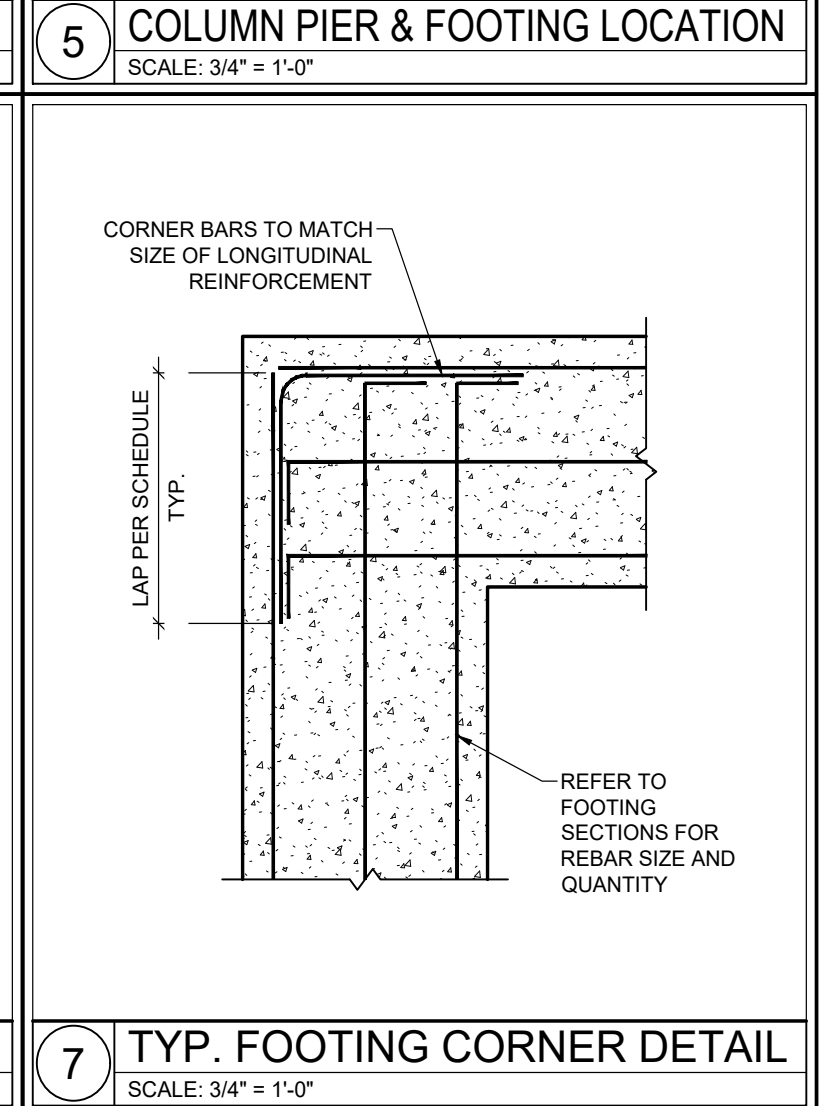 5
COLUMN PIER & FOOTING LOCATION
SCALE: 3/4" = 1'-0"
CORNER BARS TO MATCH
SIZE OF LONGITUDINAL
REINFORCEMENT
LAP PER SCHEDULE
TYP.
REFER TO
FOOTING
SECTIONS FOR
REBAR SIZE AND
QUANTITY
7
TYP. FOOTING CORNER DETAIL
SCALE: 3/4" = 1'-0"